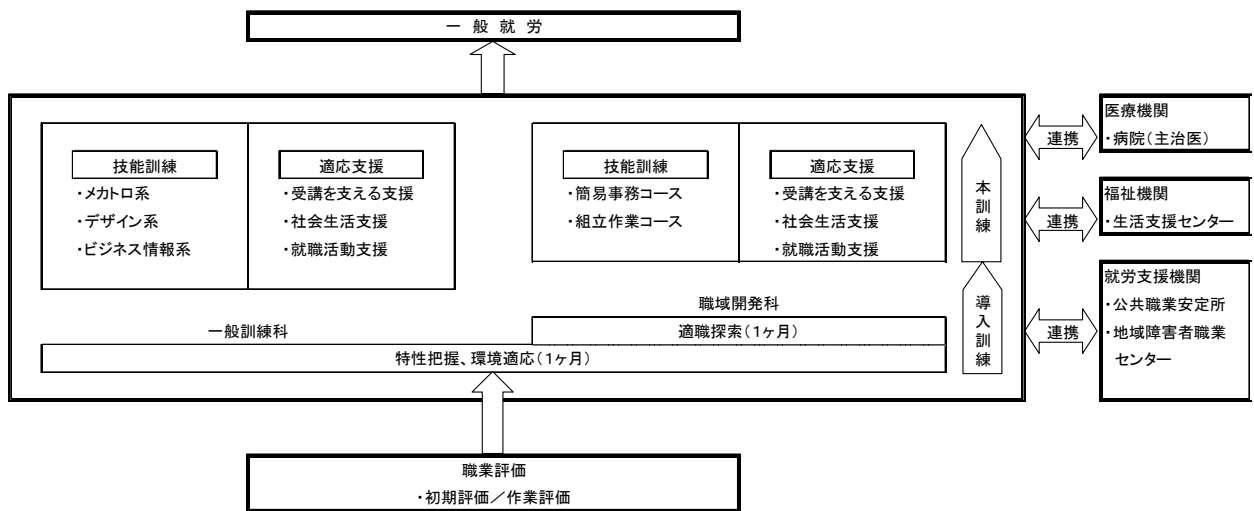 一 般 就 労
技能訓練
・メカトロ系
・デザイン系
・ビジネス情報系
適応支援
・受講を支える支援
・社会生活支援
・就職活動支援
技能訓練
・簡易事務コース
・組立作業コース
適応支援
・受講を支える支援
・社会生活支援
・就職活動支援
本訓練
導入訓練
職域開発科
一般訓練科
適職探索(1ヶ月)
特性把握、環境適応(1ヶ月)
連携
医療機関
・病院(主治医)
連携
福祉機関
・生活支援センター
連携
就労支援機関
・公共職業安定所
・地域障害者職業
センター
職業評価
・初期評価／作業評価